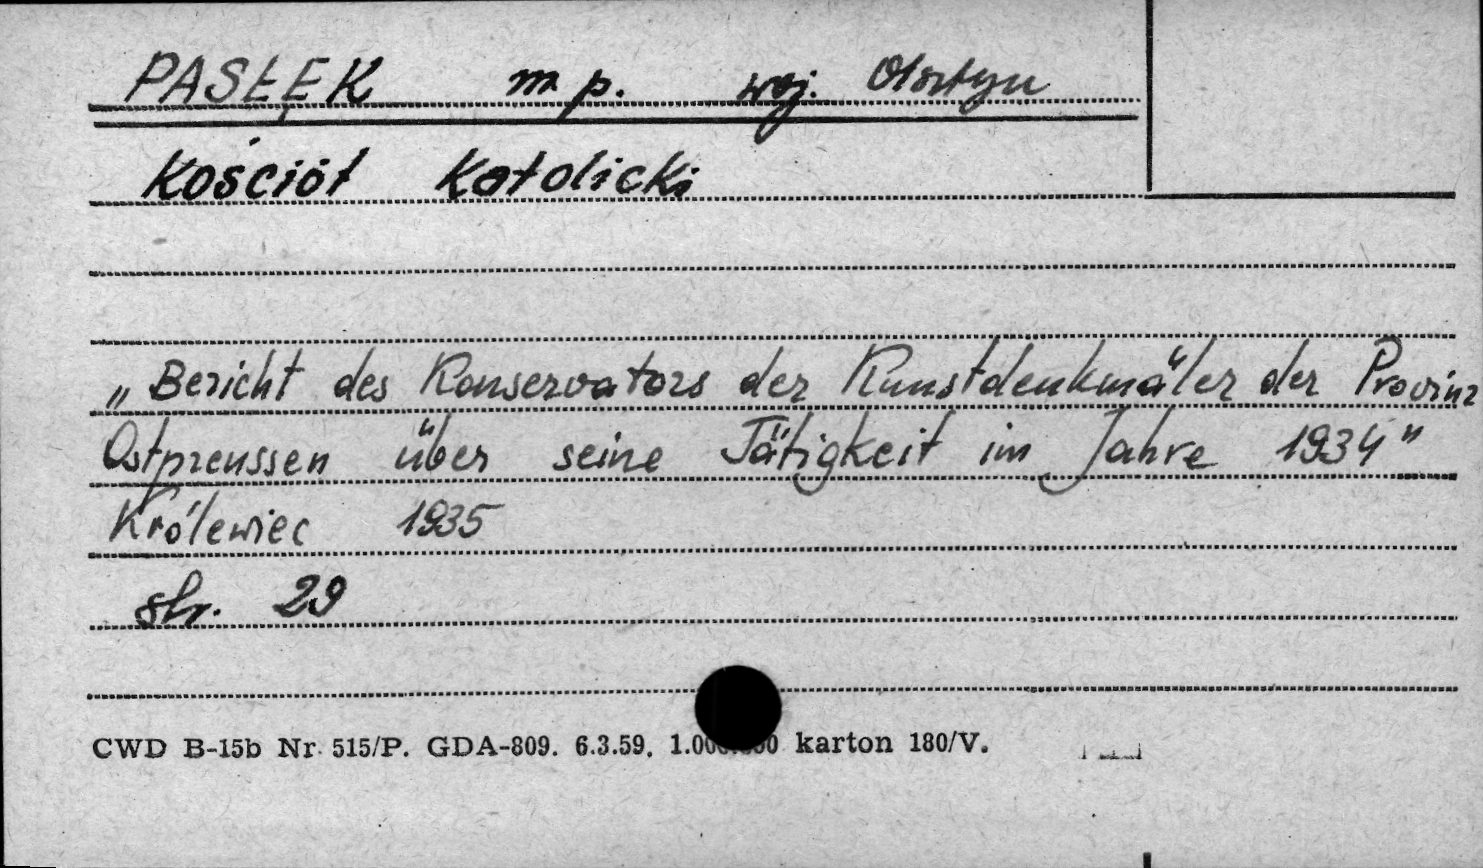 PASŁĘK m p. woj. Olsztyn
Kościół Katolicki
„Bericht des Konservators der Kunstdenkmäler der Provinz
Ostpreussen über seine Tätigkeit im Jahre 1934"
Królewiec 1935
str. 29
CWD B-15b Nr 515/P. GDA-809. 6.3.59. karton 180/V.